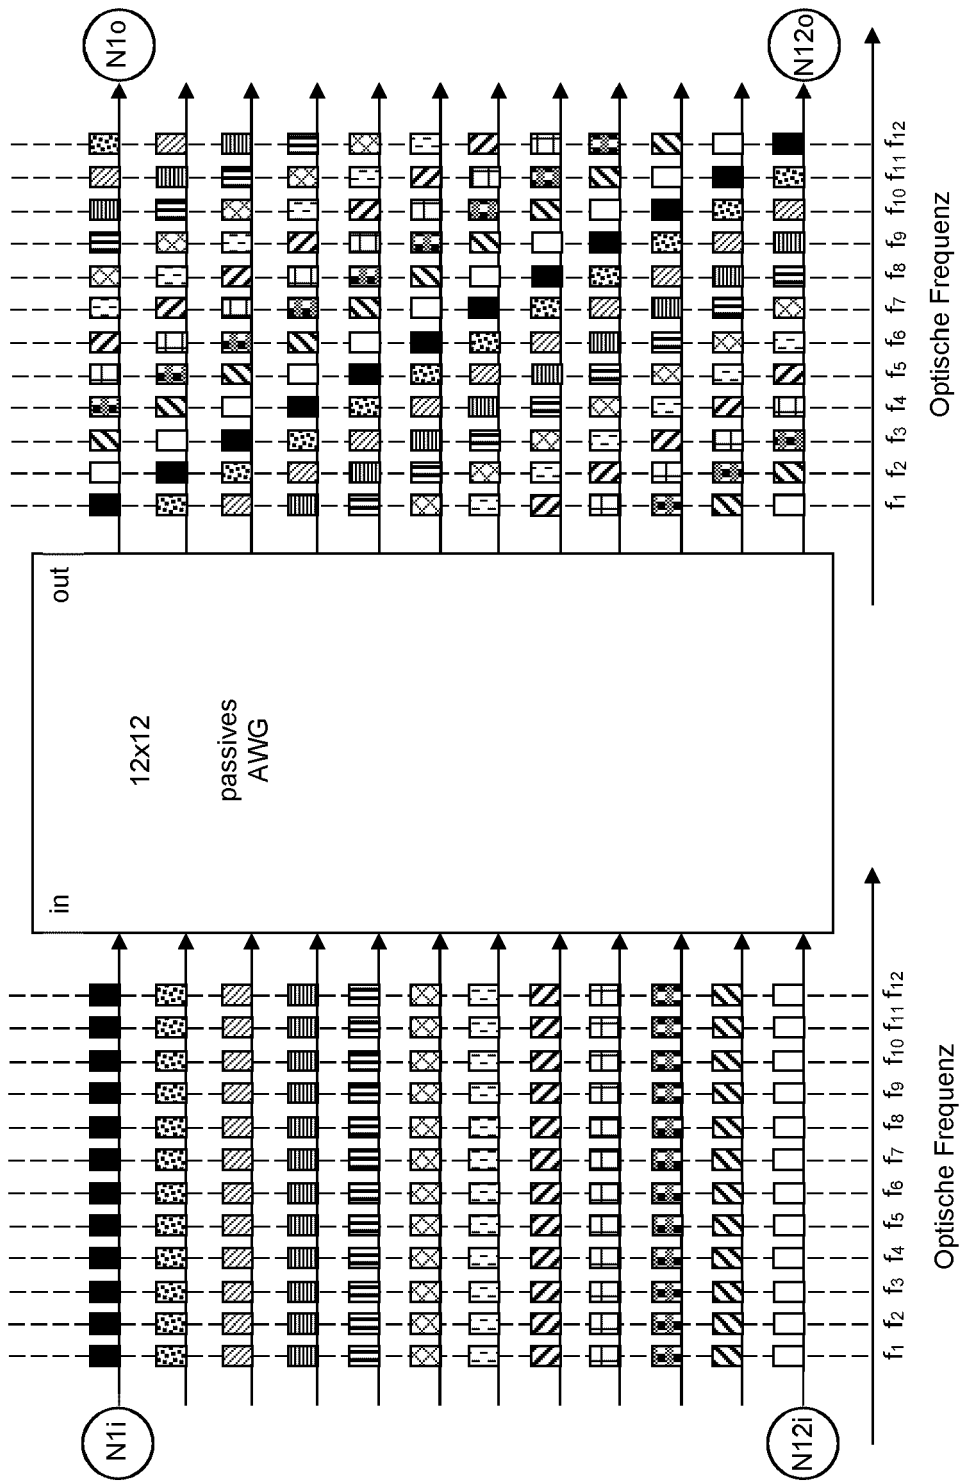 N1i
N12i
f1 f2 f3 f4 f5 f6 f7 f8 f9 f10 f11 f12
Optische Frequenz
in
out
12x12
passives
AWG
N1o
N12o
f1 f2 f3 f4 f5 f6 f7 f8 f9 f10 f11 f12
Optische Frequenz